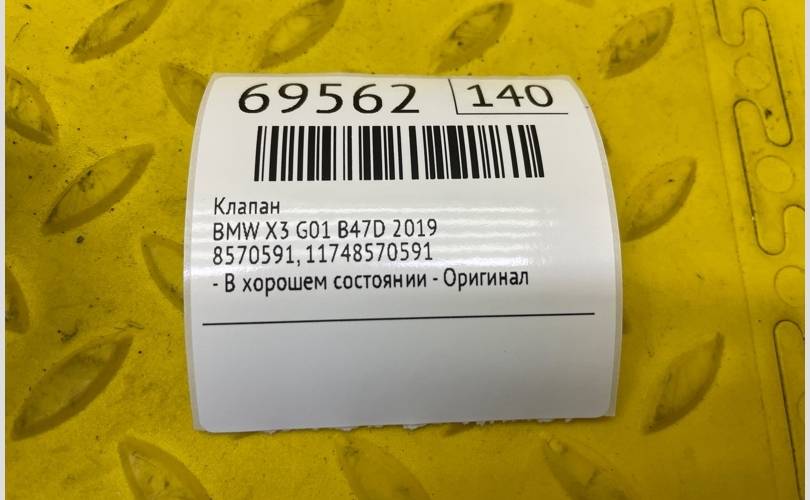 69562 140
Клапан
BMW X3 G01 B47D 2019
8570591, 11748570591
- В хорошем состоянии - Оригинал